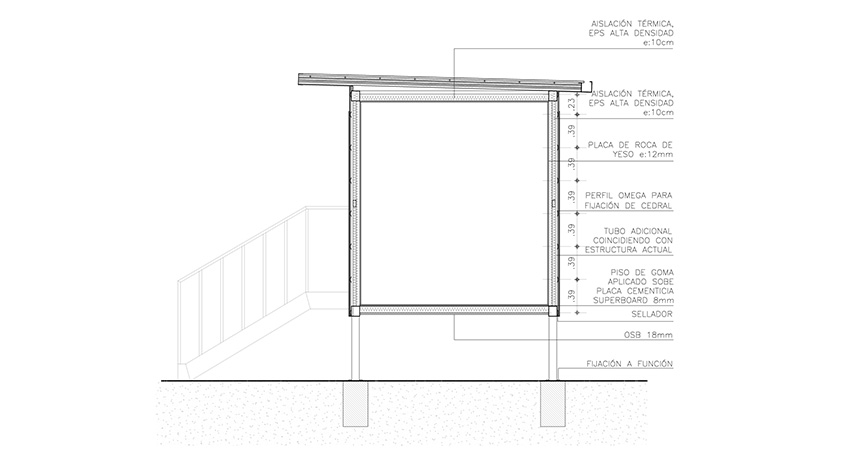 AISLACIÓN TÉRMICA,
EPS ALTA DENSIDAD
e:10cm
AISLACIÓN TÉRMICA,
EPS ALTA DENSIDAD
e:10cm
PLACA DE ROCA DE
YESO e:12mm
PERFIL OMEGA PARA
FIJACIÓN DE CEDRAL
TUBO ADICIONAL
COINCIDIENDO CON
ESTRUCTURA ACTUAL
PISO DE GOMA
APLICADO SOBE
PLACA CEMENTICIA
SUPERBOARD 8mm
SELLADOR
OSB 18mm
FIJACIÓN A FUNCIÓN
.23
.39
.39
.39
.39
.39
.39